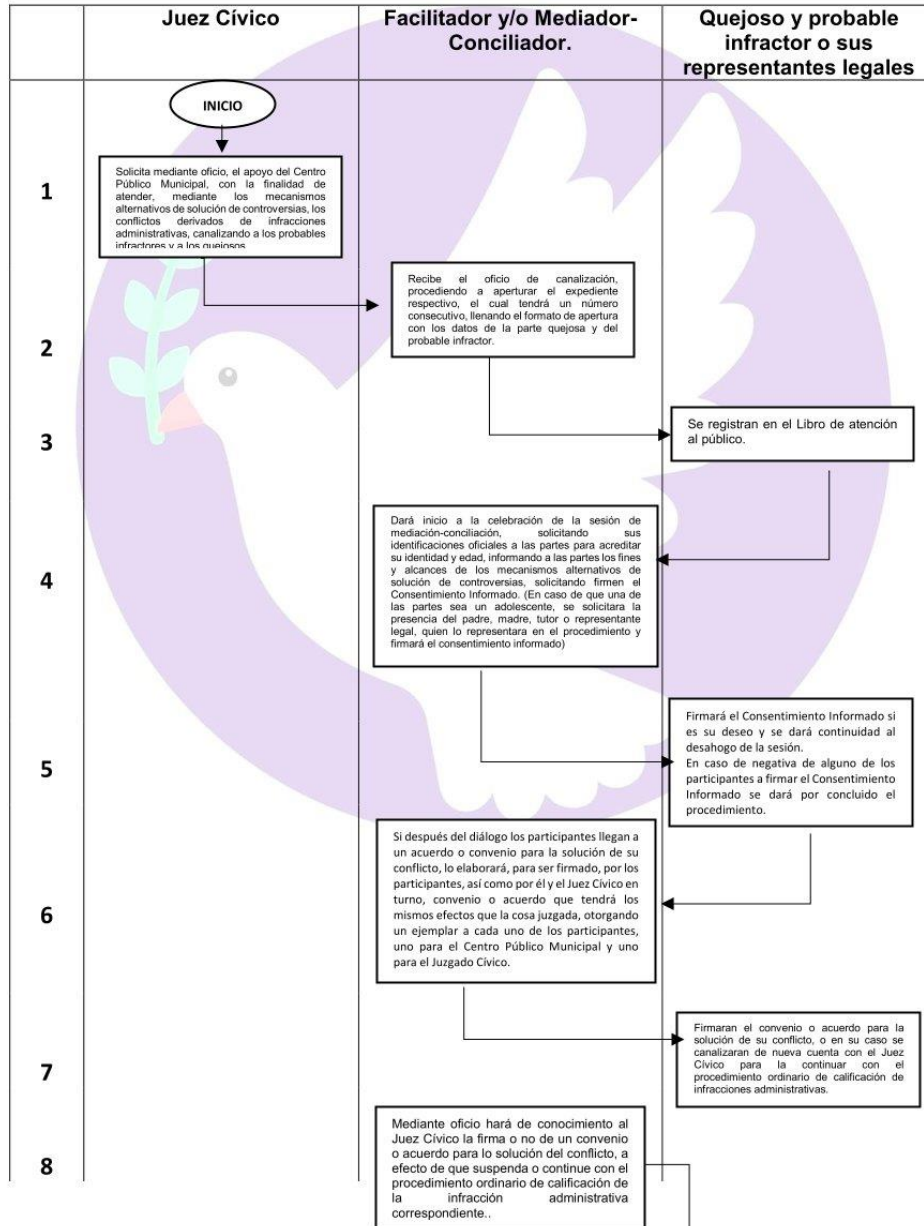 Juez Cívico
Facilitador y/o Mediador-
Conciliador.
Quejoso y probable
infractor o sus
representantes legales
INICIO
1
Solicita mediante oficio, el apoyo del Centro
Público Municipal, con la finalidad de
atender, mediante los mecanismos
alternativos de solución de controversias, los
conflictos derivados de infracciones
administrativas, canalizando a los probables
infractores y a los quejosos
2
Recibe el oficio de canalización,
procediendo a aperturar el expediente
respectivo, el cual tendrá un número
consecutivo, llenando el formato de apertura
con los datos de la parte quejosa y del
probable infractor.
3
Se registran en el Libro de atención
al público.
4
Dará inicio a la celebración de la sesión de
mediación-conciliación, solicitando sus
identificaciones oficiales a las partes para acreditar
su identidad y edad, informando a las partes los fines
y alcances de los mecanismos alternativos de
solución de controversias, solicitando firmen el
Consentimiento Informado. (En caso de que una de
las partes sea un adolescente, se solicitara la
presencia del padre, madre, tutor o representante
legal, quien lo representara en el procedimiento y
firmará el consentimiento informado)
5
Firmará el Consentimiento Informado si
es su deseo y se dará continuidad al
desahogo de la sesión.
En caso de negativa de alguno de los
participantes a firmar el Consentimiento
Informado se dará por concluido el
procedimiento.
6
Si después del diálogo los participantes llegan a
un acuerdo o convenio para la solución de su
conflicto, lo elaborará, para ser firmado, por los
participantes, así como por él y el Juez Cívico en
turno, convenio o acuerdo que tendrá los
mismos efectos que la cosa juzgada, otorgando
un ejemplar a cada uno de los participantes,
uno para el Centro Público Municipal y uno
para el Juzgado Cívico.
7
Firmaran el convenio o acuerdo para la
solución de su conflicto, o en su caso se
canalizaran de nueva cuenta con el Juez
Cívico para la continuar con el
procedimiento ordinario de calificación de
infracciones administrativas.
8
Mediante oficio hará de conocimiento al
Juez Cívico la firma o no de un convenio
o acuerdo para lo solución del conflicto, a
efecto de que suspenda o continue con el
procedimiento ordinario de calificación de
la infracción administrativa
correspondiente..